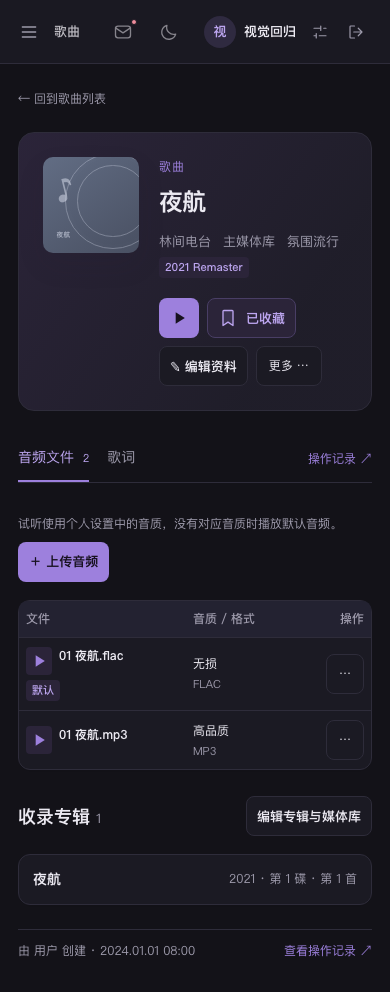 歌曲
视 视觉回归
← 回到歌曲列表
夜航
歌曲
夜航
林间电台 主媒体库 氛围流行
2021 Remaster
已收藏
✎ 编辑资料 更多 ···
音频文件 2 歌词 操作记录 ↗
试听使用个人设置中的音质，没有对应音质时播放默认音频。
+ 上传音频
文件 音质 / 格式 操作
01 夜航.flac 无损 ···
默认 FLAC
01 夜航.mp3 高品质 ···
MP3
收录专辑 1 编辑专辑与媒体库
夜航 2021 · 第 1 碟 · 第 1 首
由 用户 创建 · 2024.01.01 08:00 查看操作记录 ↗